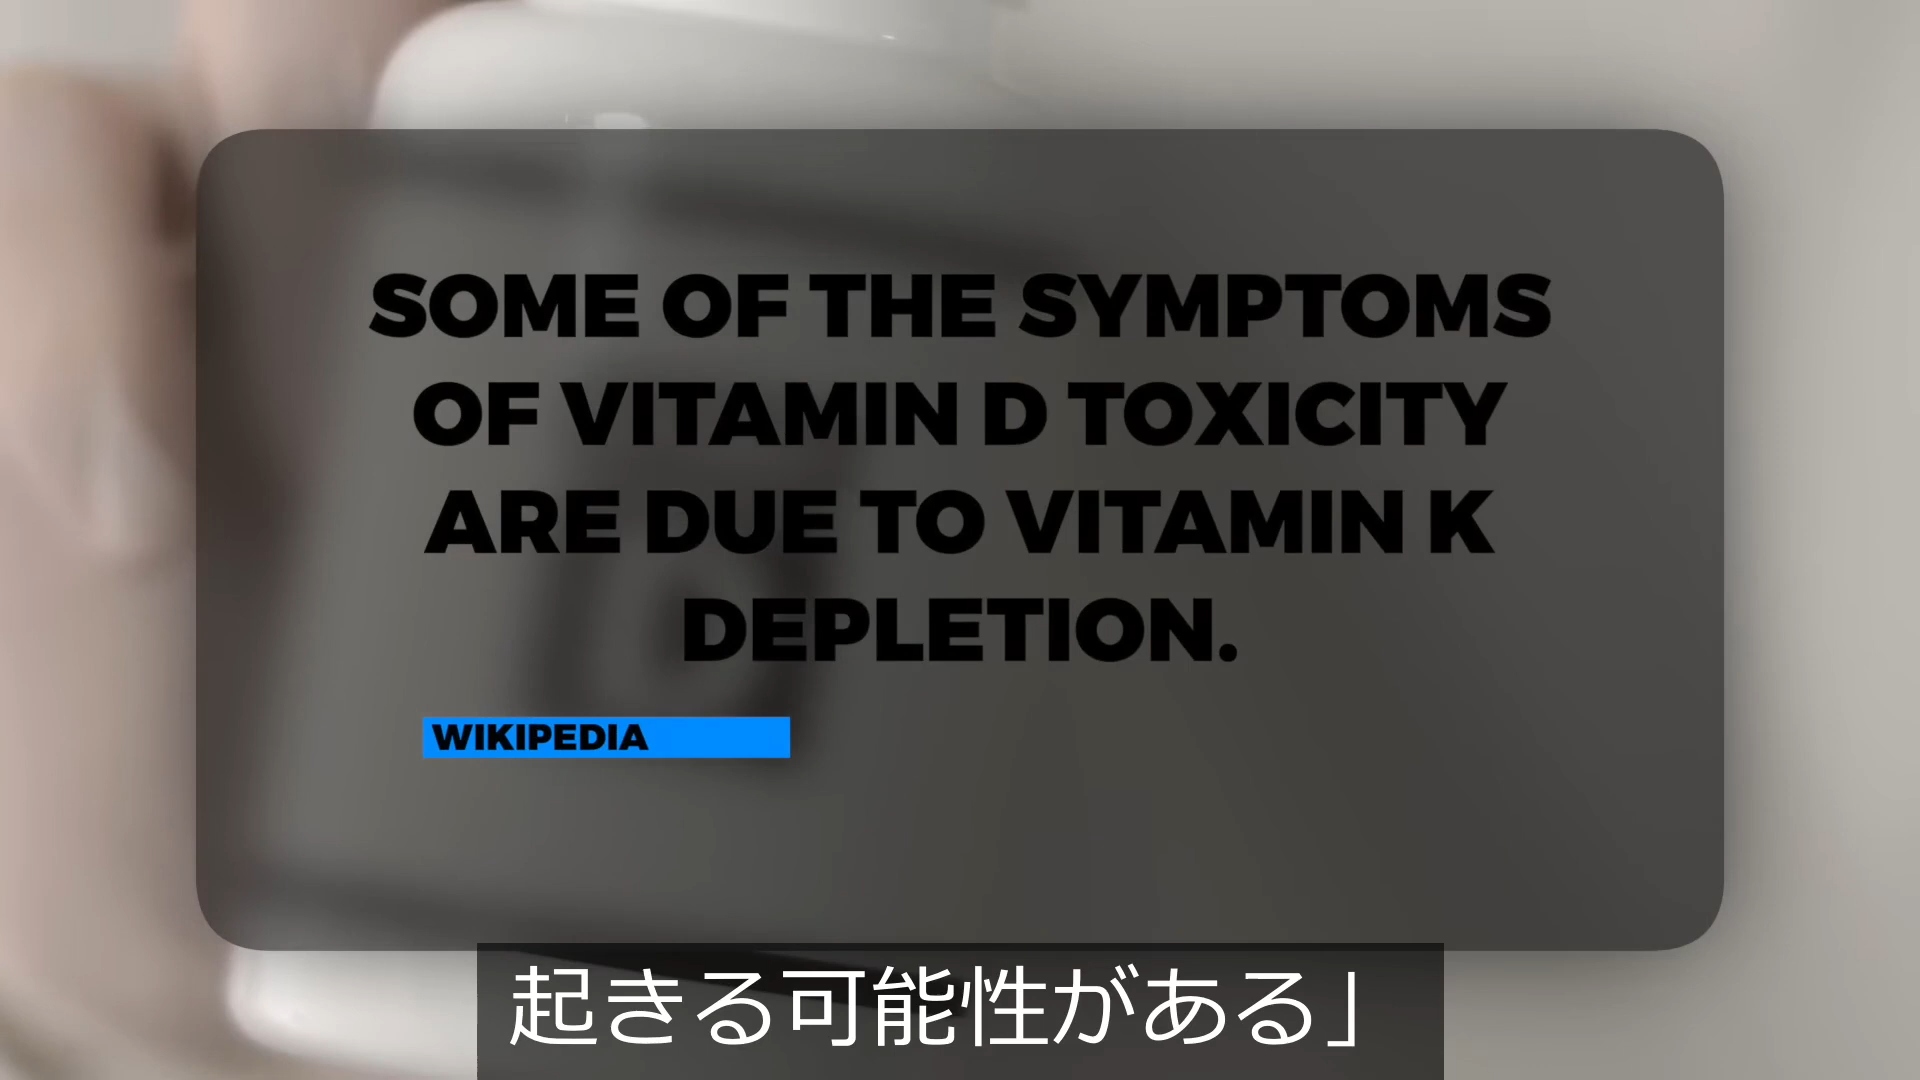 SOME OF THE SYMPTOMS
OF VITAMIN D TOXICITY
ARE DUE TO VITAMIN K
DEPLETION.
WIKIPEDIA
起きる可能性がある」